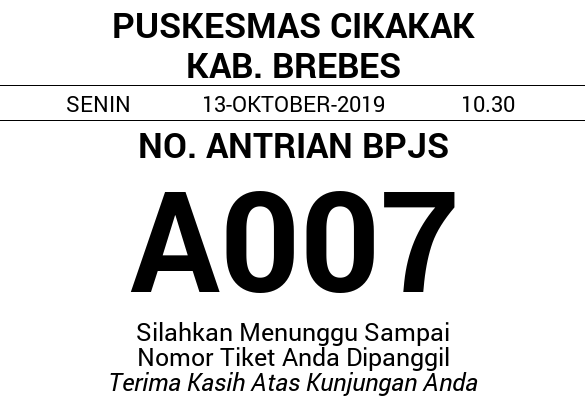 PUSKESMAS CIKAKAK
KAB. BREBES
SENIN 13-OKTOBER-2019 10.30
NO. ANTRIAN BPJS
A007
Silahkan Menunggu Sampai
Nomor Tiket Anda Dipanggil
Terima Kasih Atas Kunjungan Anda